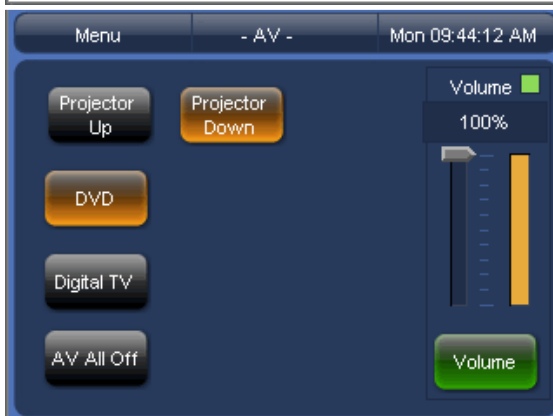 Menu
- AV -
Mon 09:44:12 AM
Projector
Up
Projector
Down
DVD
Digital TV
AV All Off
Volume
100%
Volume